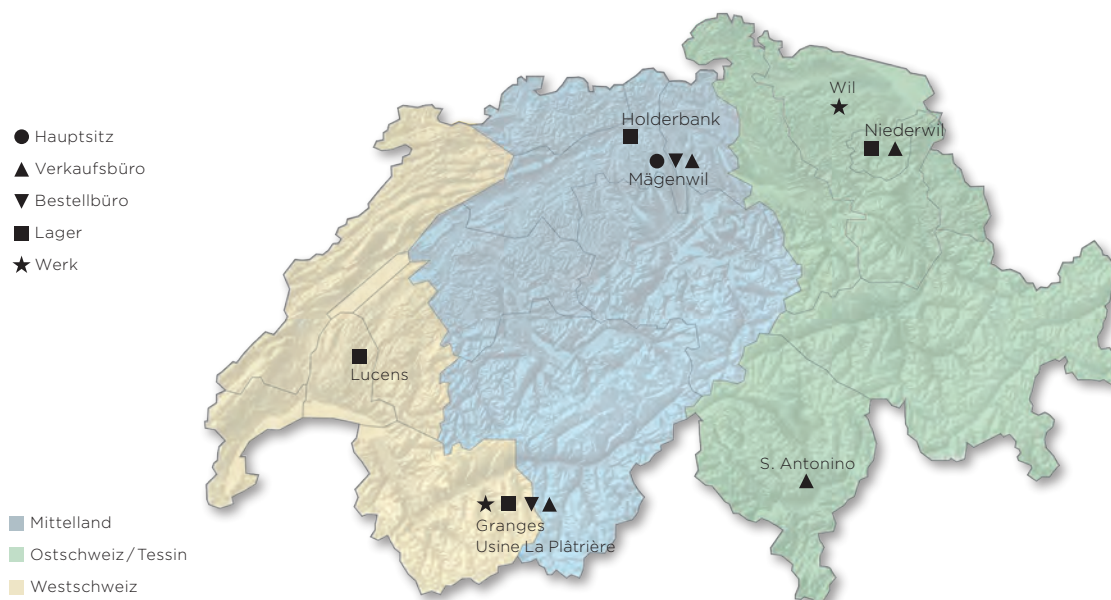 Hauptsitz
Verkaufsbüro
Bestellbüro
Lager
Werk
Wil
Holderbank
Niederwil
Mägenwil
Lucens
S. Antonino
Granges
Usine La Plâtrière
Mittelland
Ostschweiz / Tessin
Westschweiz